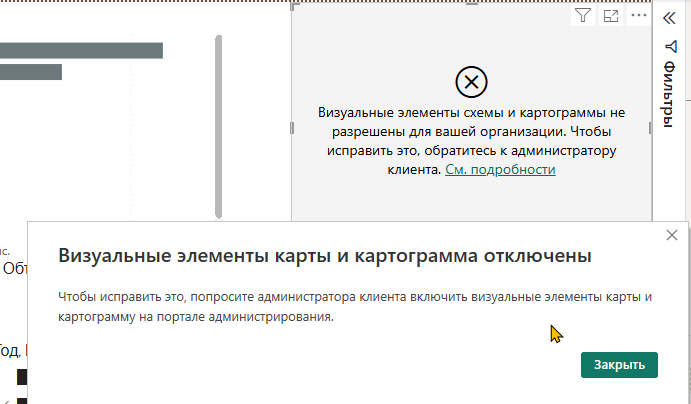 Визуальные элементы схемы и картограммы не
разрешены для вашей организации. Чтобы
исправить это, обратитесь к администратору
клиента. См. подробности
Фильтры
Визуальные элементы карты и картограмма отключены
Чтобы исправить это, попросите администратора клиента включить визуальные элементы карты и
картограмму на портале администрирования.
Закрыть